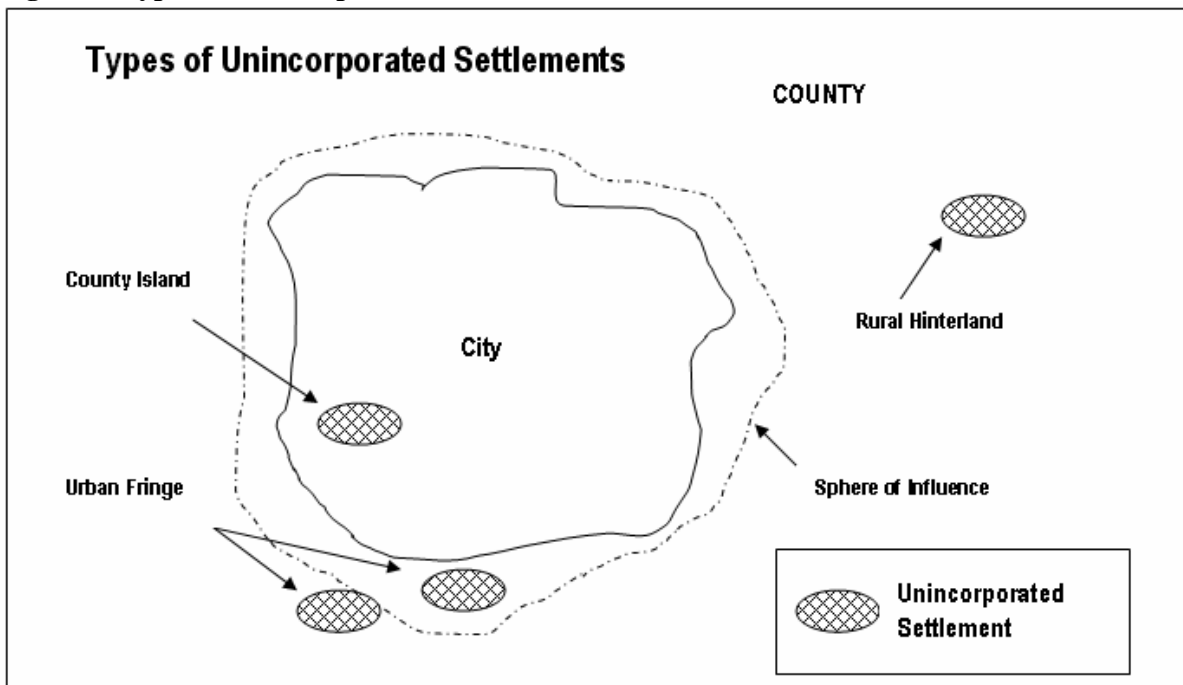 Types of Unincorporated Settlements
COUNTY
County Island
Rural Hinterland
City
Urban Fringe
Sphere of Influence
Unincorporated
Settlement